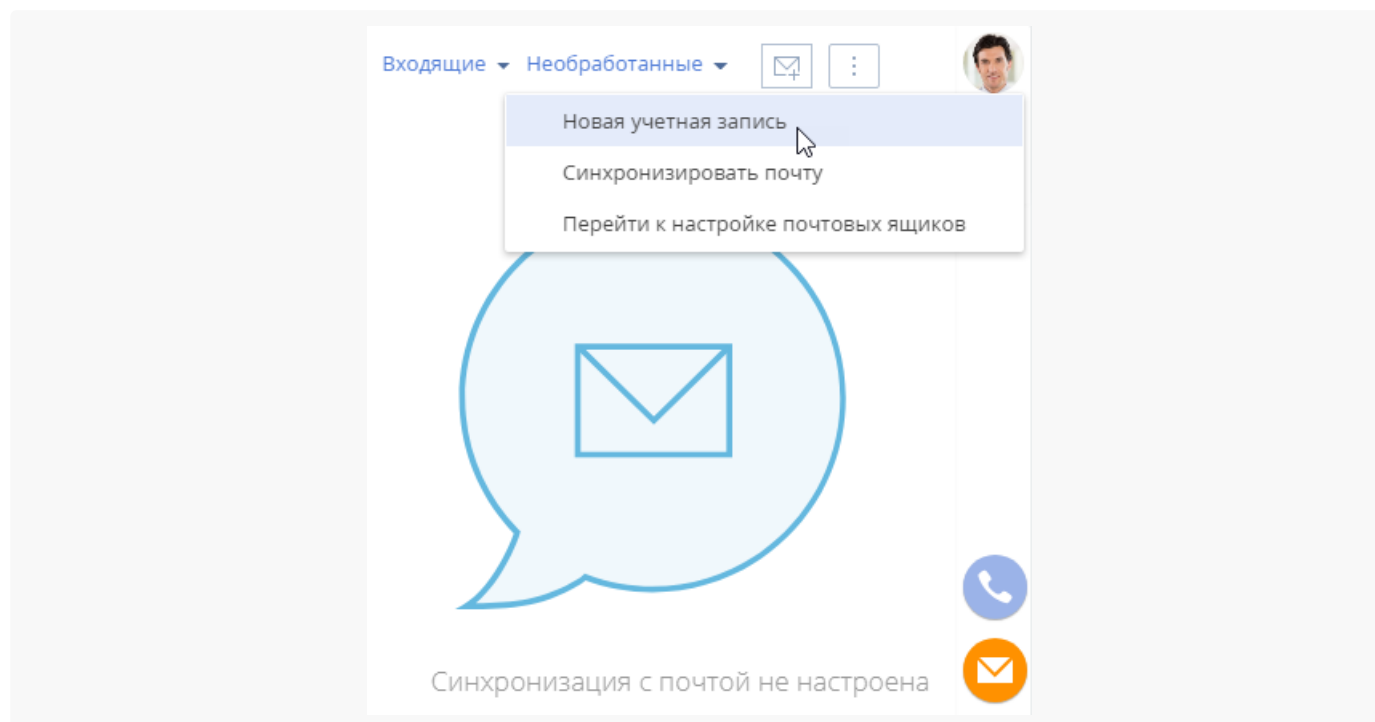 Входящие Необработанные
Новая учетная запись
Синхронизировать почту
Перейти к настройке почтовых ящиков
Синхронизация с почтой не настроена